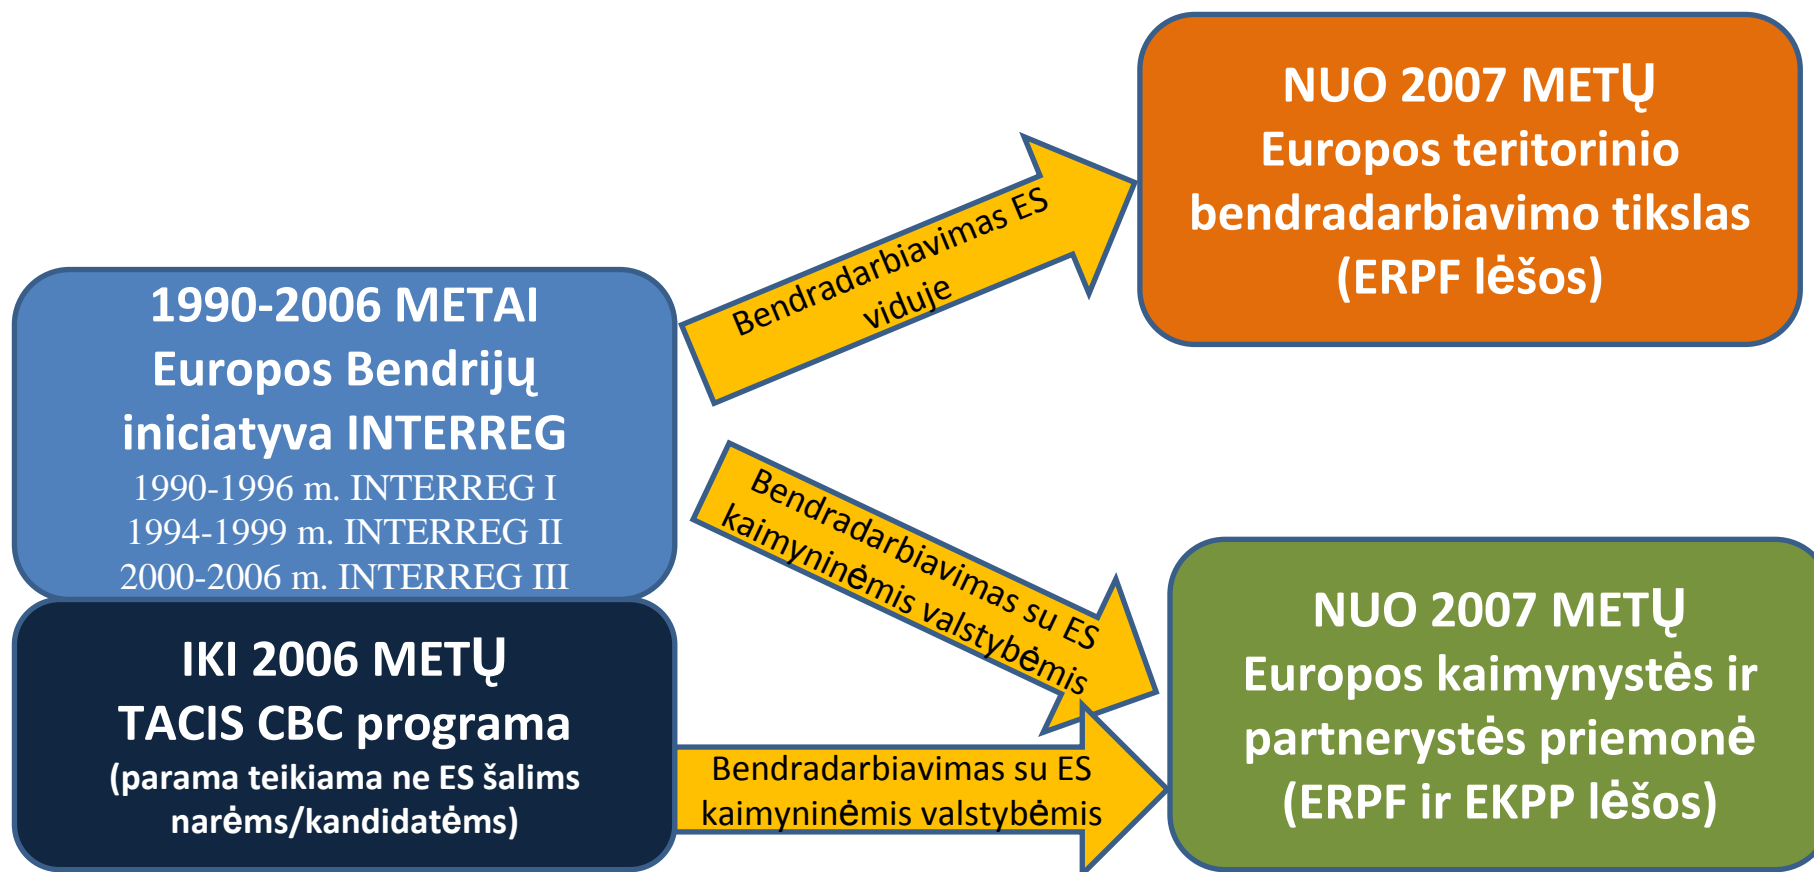 NUO 2007 METŲ
Europos teritorinio
bendradarbiavimo tikslas
(ERPF lėšos)
Bendradarbiavimas ES
viduje
1990-2006 METAI
Europos Bendrijų
iniciatyva INTERREG
1990-1996 m. INTERREG I
1994-1999 m. INTERREG II
2000-2006 m. INTERREG III
Bendradarbiavimas su ES
kaimyninėmis valstybėmis
IKI 2006 METŲ
TACIS CBC programa
(parama teikiama ne ES šalims
narėms/kandidatėms)
Bendradarbiavimas su ES
kaimyninėmis valstybėmis
NUO 2007 METŲ
Europos kaimynystės ir
partnerystės priemonė
(ERPF ir EKPP lėšos)